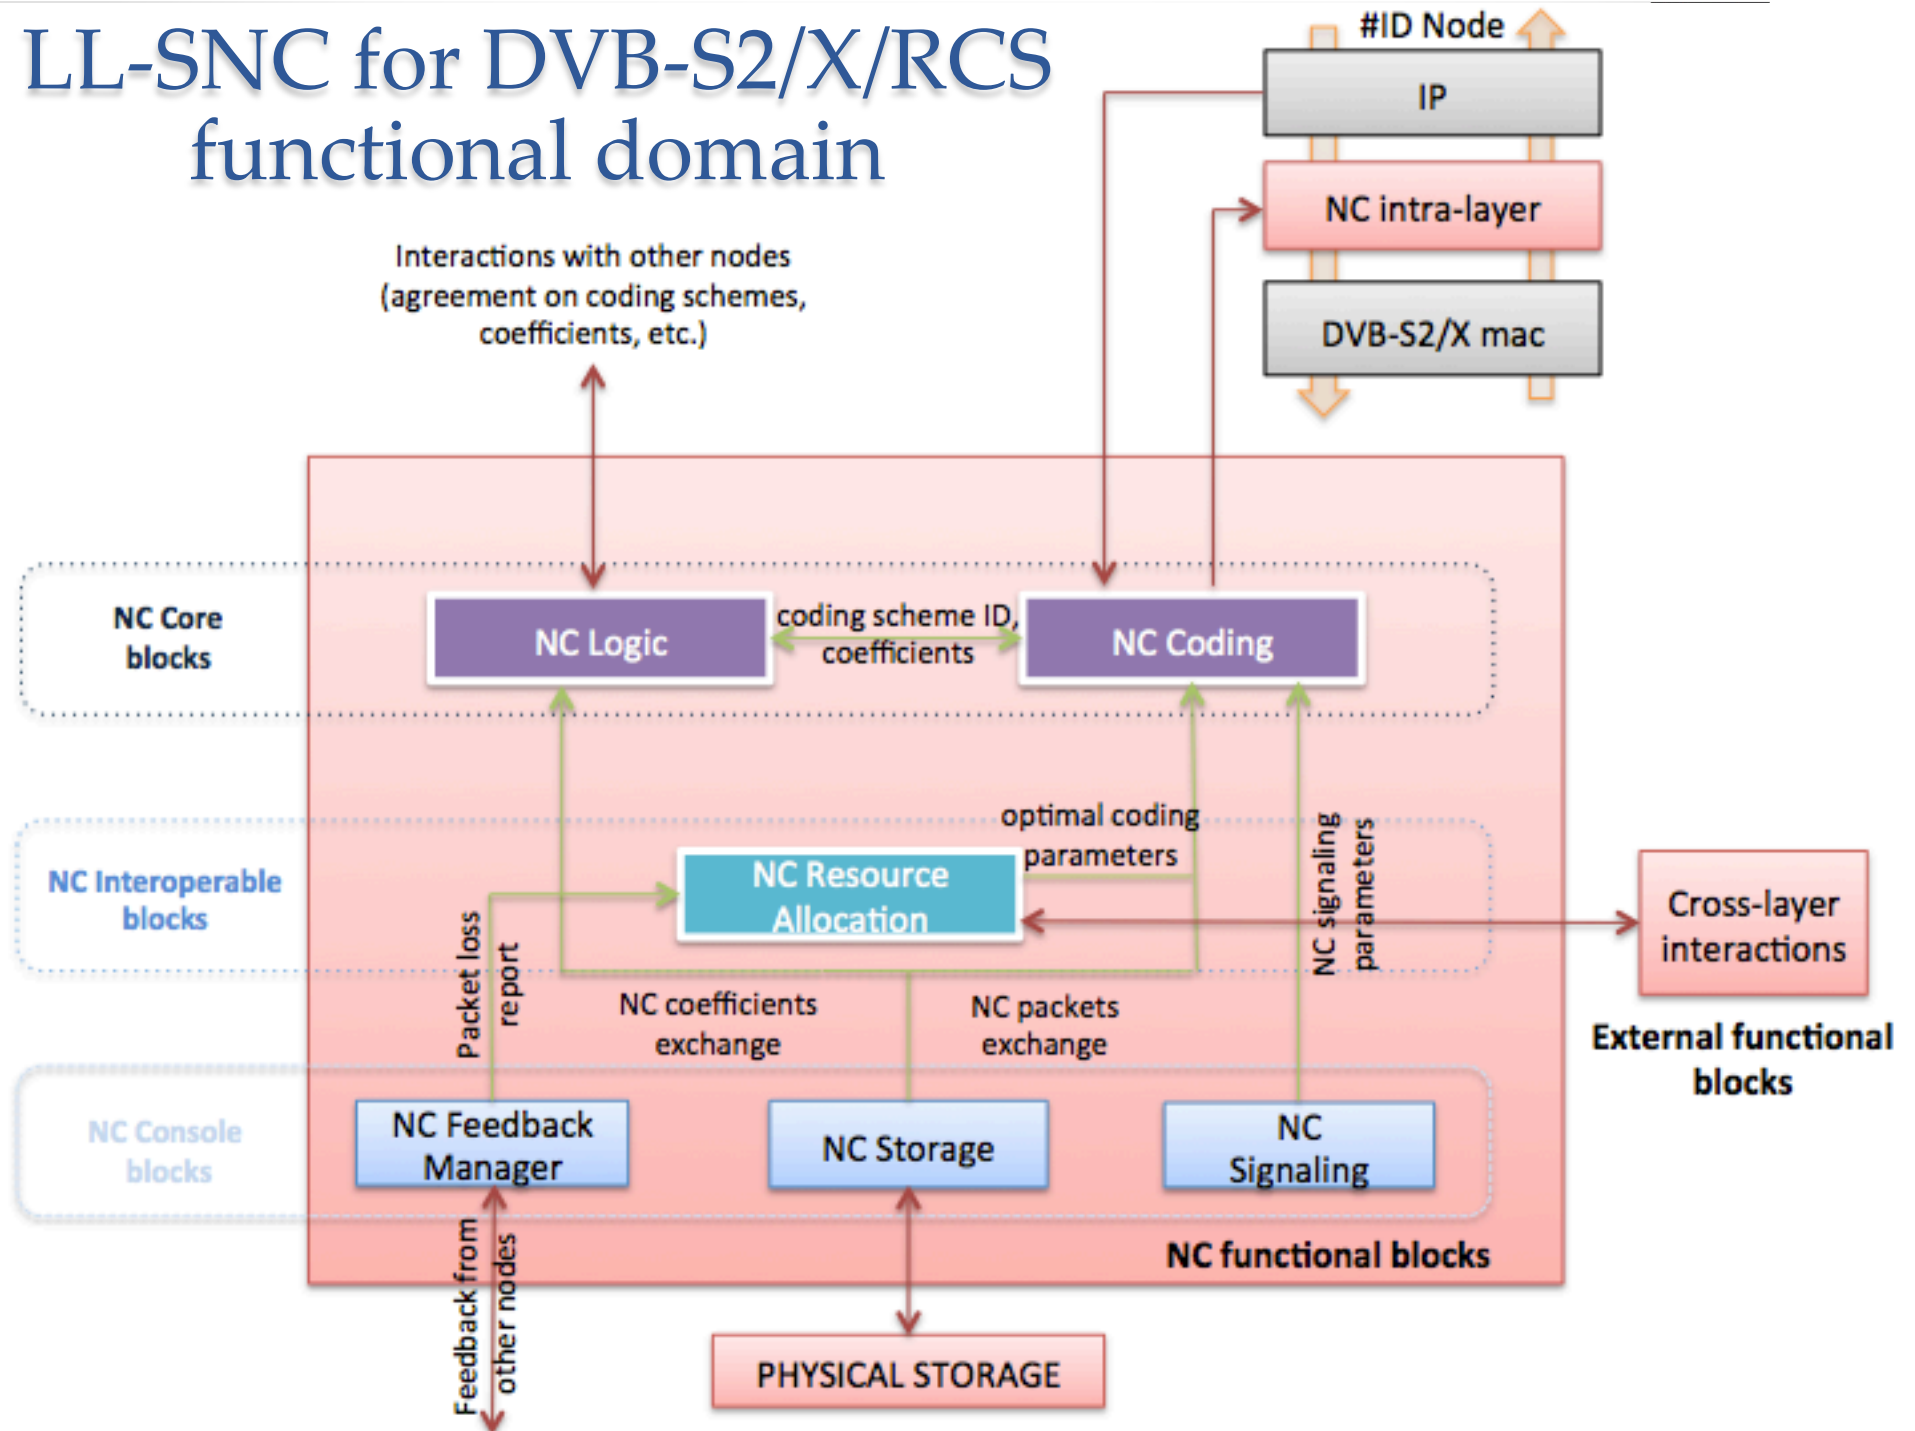 LL-SNC for DVB-S2/X/RCS
functional domain
#ID Node
IP
NC intra-layer
DVB-S2/X mac
Interactions with other nodes
(agreement on coding schemes,
coefficients, etc.)
NC Core
blocks
NC Logic
coding scheme ID,
coefficients
NC Coding
NC Interoperable
blocks
NC Resource
Allocation
optimal coding
parameters
NC signaling
parameters
Cross-layer
interactions
External functional
blocks
Packet loss
report
NC coefficients
exchange
NC packets
exchange
NC Console
blocks
NC Feedback
Manager
NC Storage
NC
Signaling
NC functional blocks
Feedback from
other nodes
PHYSICAL STORAGE